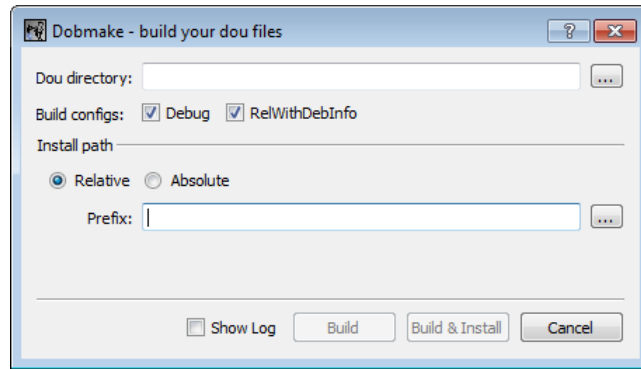 Dobmake - build your dou files
Dou directory: ...
Build configs: Debug RelWithDebInfo
Install path
Relative Absolute
Prefix: ...
Show Log Build Build & Install Cancel